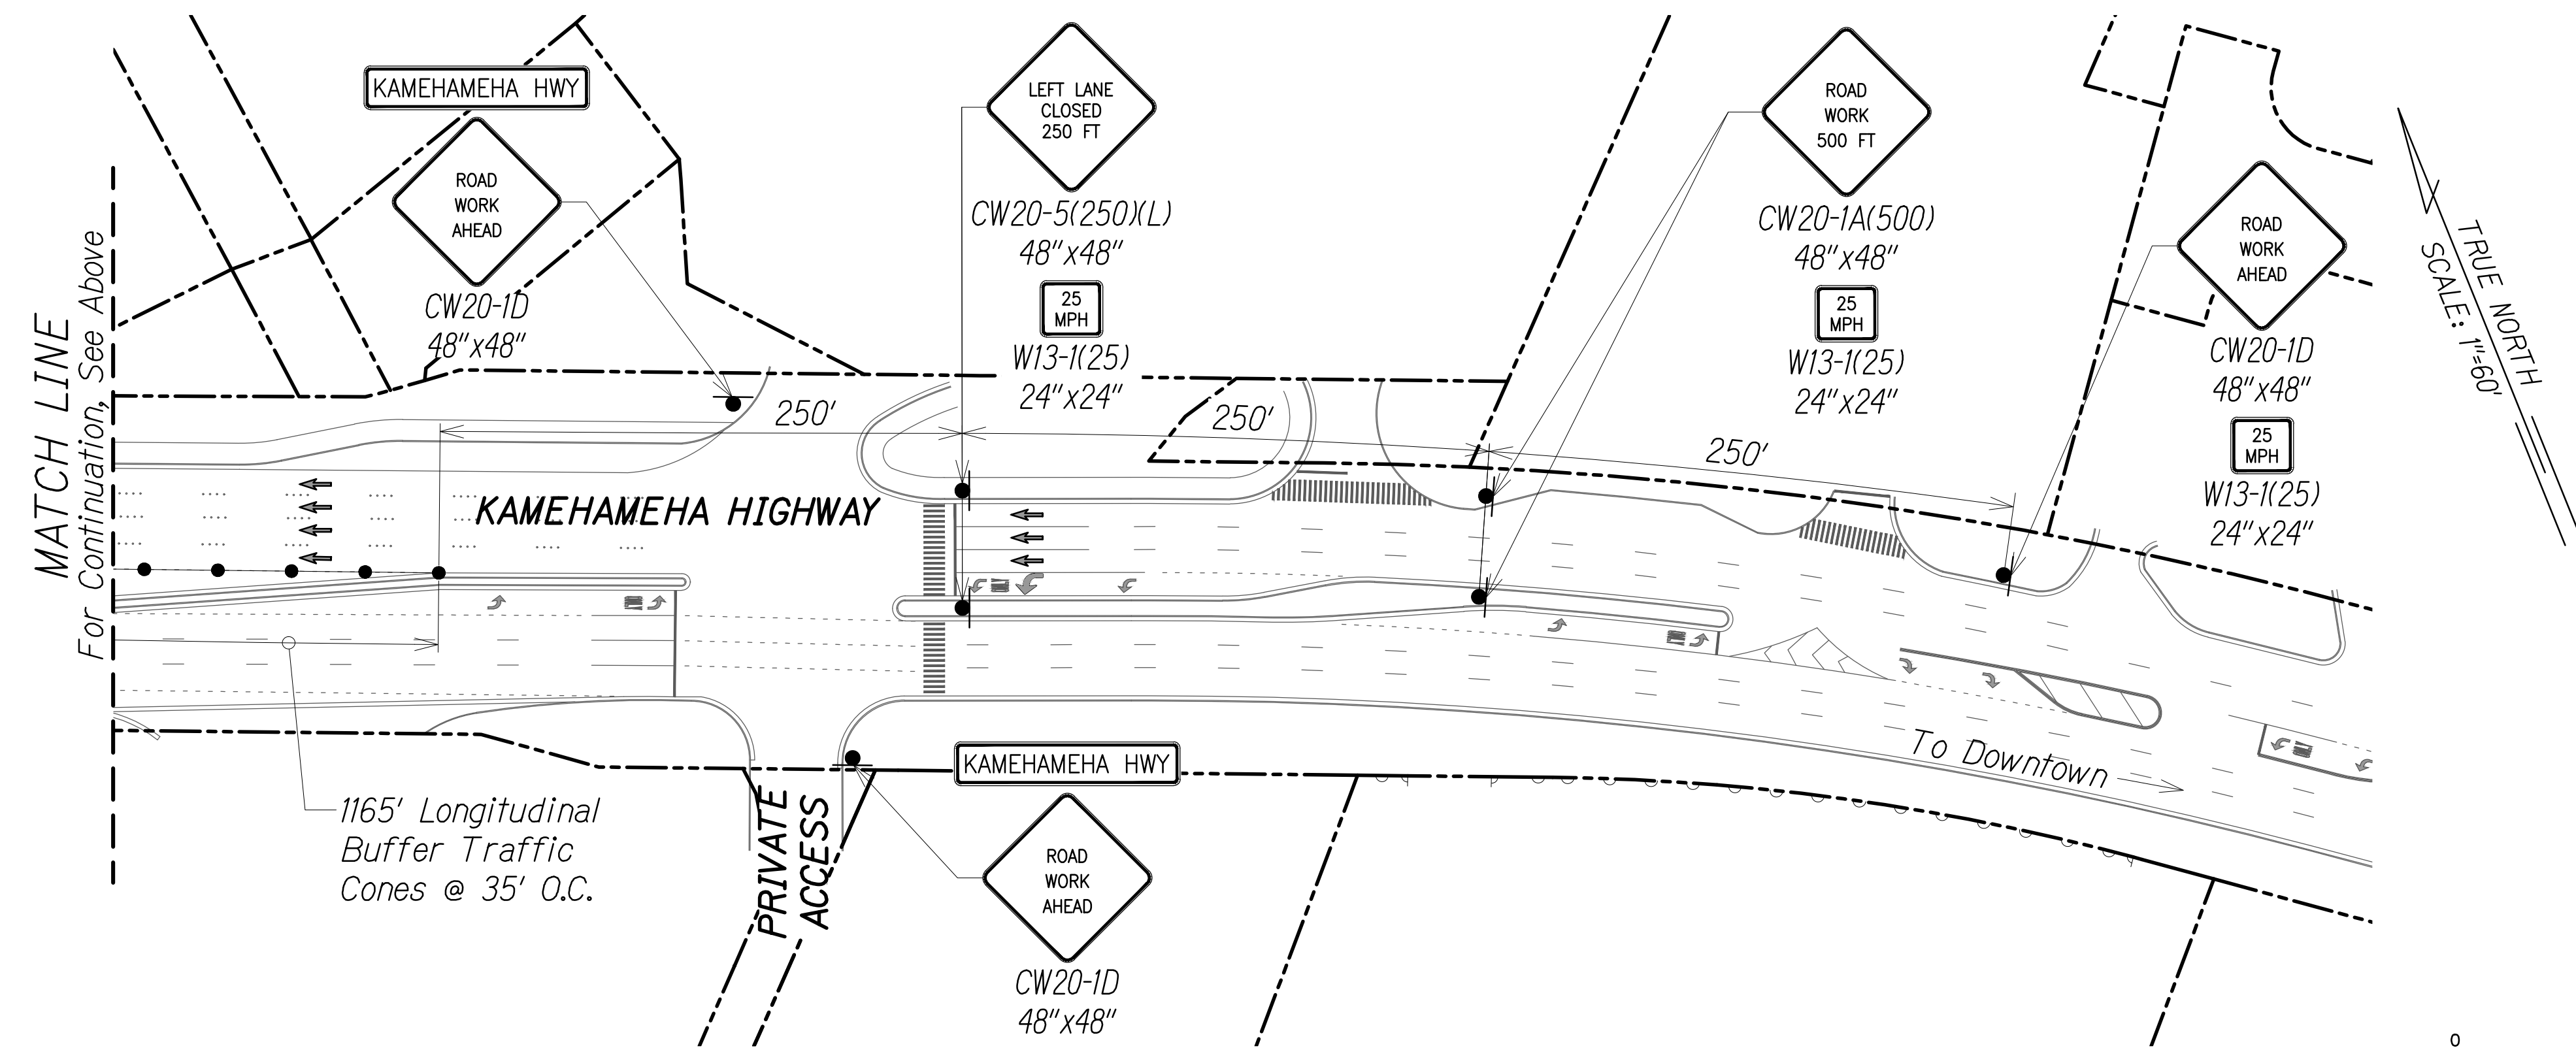 KAMEHAMEHA HWY
ROAD
WORK
AHEAD
CW20-1D
48"x48"
LEFT LANE
CLOSED
250 FT
CW20-5(250)(L)
48"x48"
25
MPH
W13-1(25)
24"x24"
ROAD
WORK
500 FT
CW20-1A(500)
48"x48"
25
MPH
W13-1(25)
24"x24"
ROAD
WORK
AHEAD
CW20-1D
48"x48"
25
MPH
W13-1(25)
24"x24"
TRUE NORTH
SCALE: 1"=60'
MATCH LINE
For Continuation, See Above
250'
250'
250'
KAMEHAMEHA HIGHWAY
To Downtown
1165' Longitudinal
Buffer Traffic
Cones @ 35' O.C.
PRIVATE
ACCESS
KAMEHAMEHA HWY
ROAD
WORK
AHEAD
CW20-1D
48"x48"
0